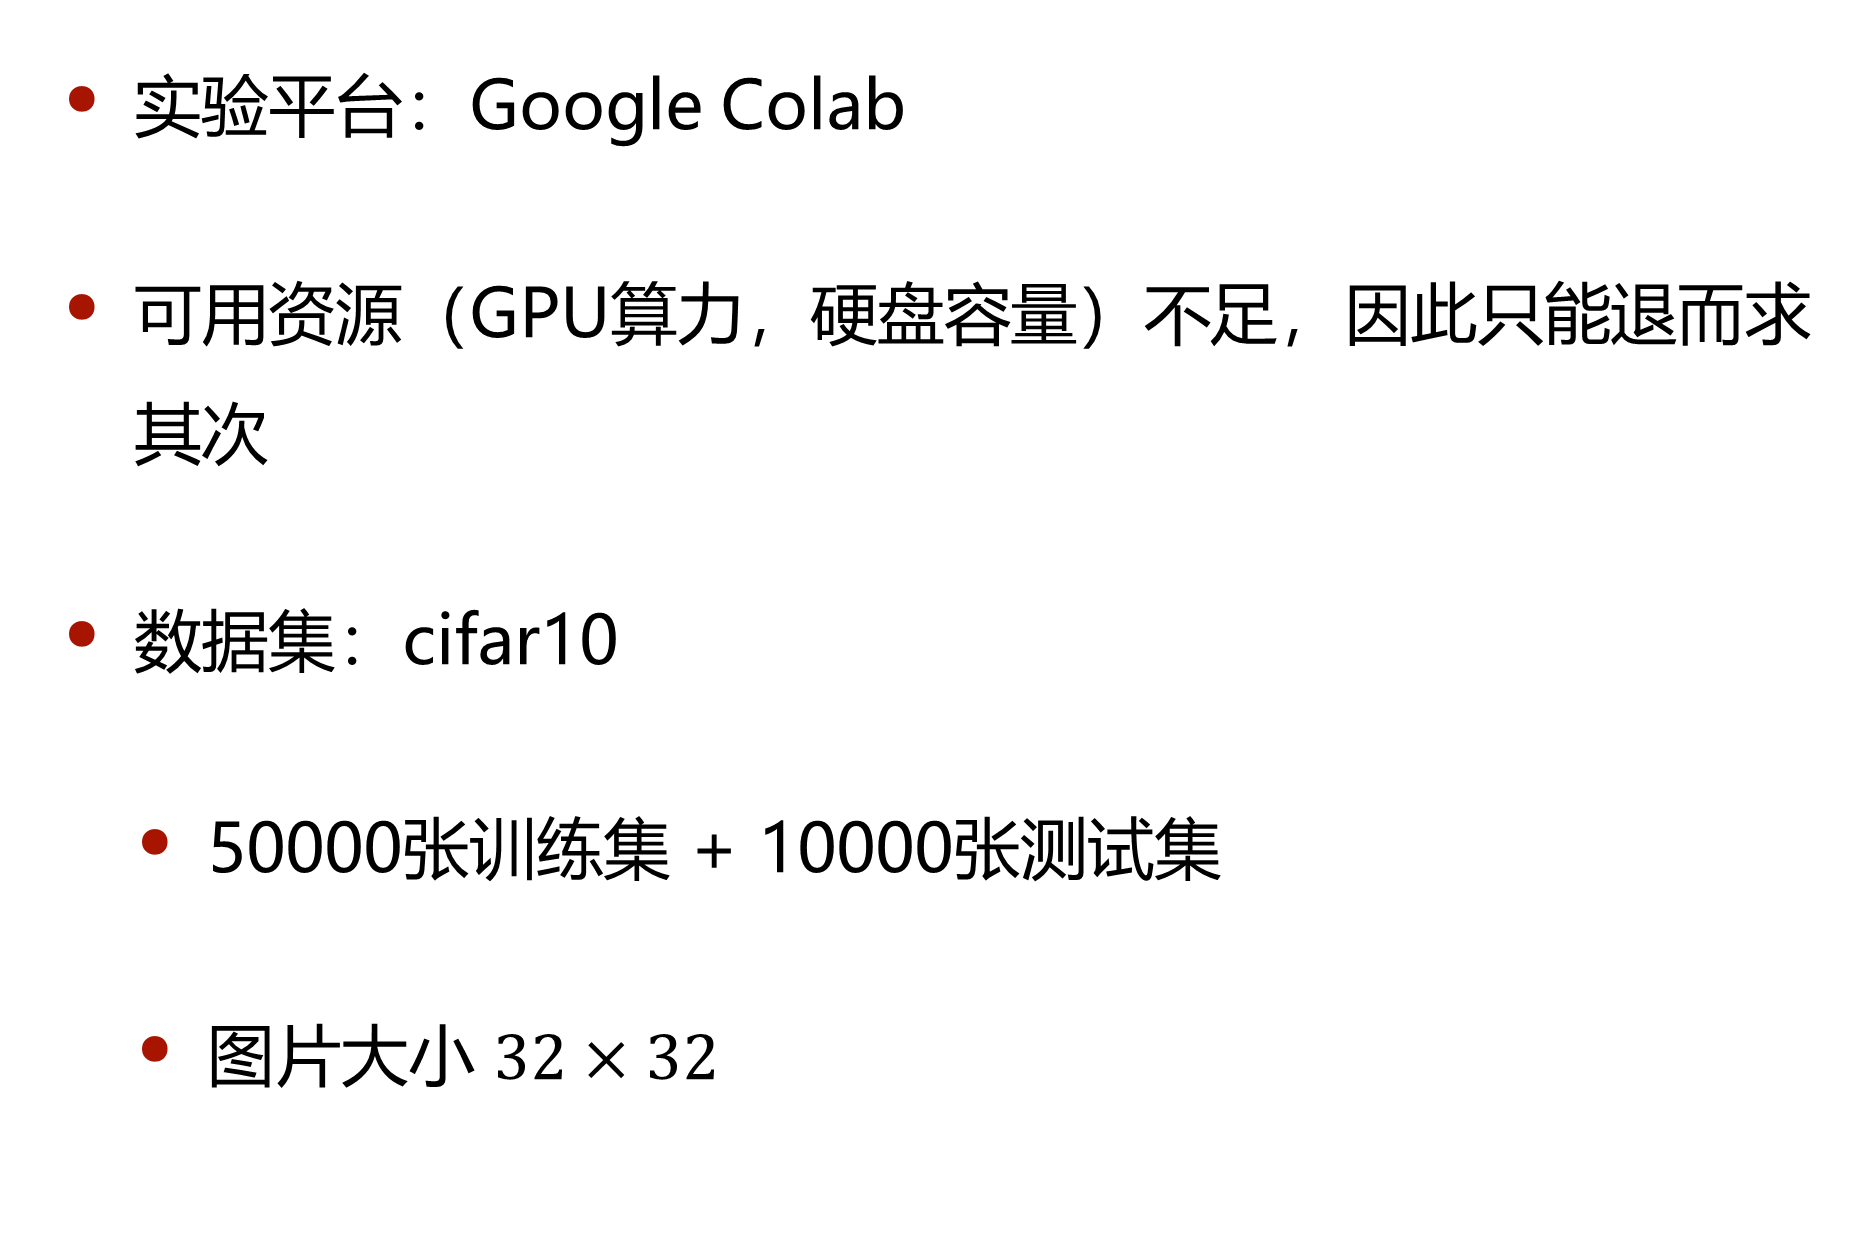 • 实验平台：Google Colab
• 可用资源（GPU算力，硬盘容量）不足，因此只能退而求
其次
• 数据集：cifar10
• 50000张训练集 + 10000张测试集
• 图片大小 32 × 32